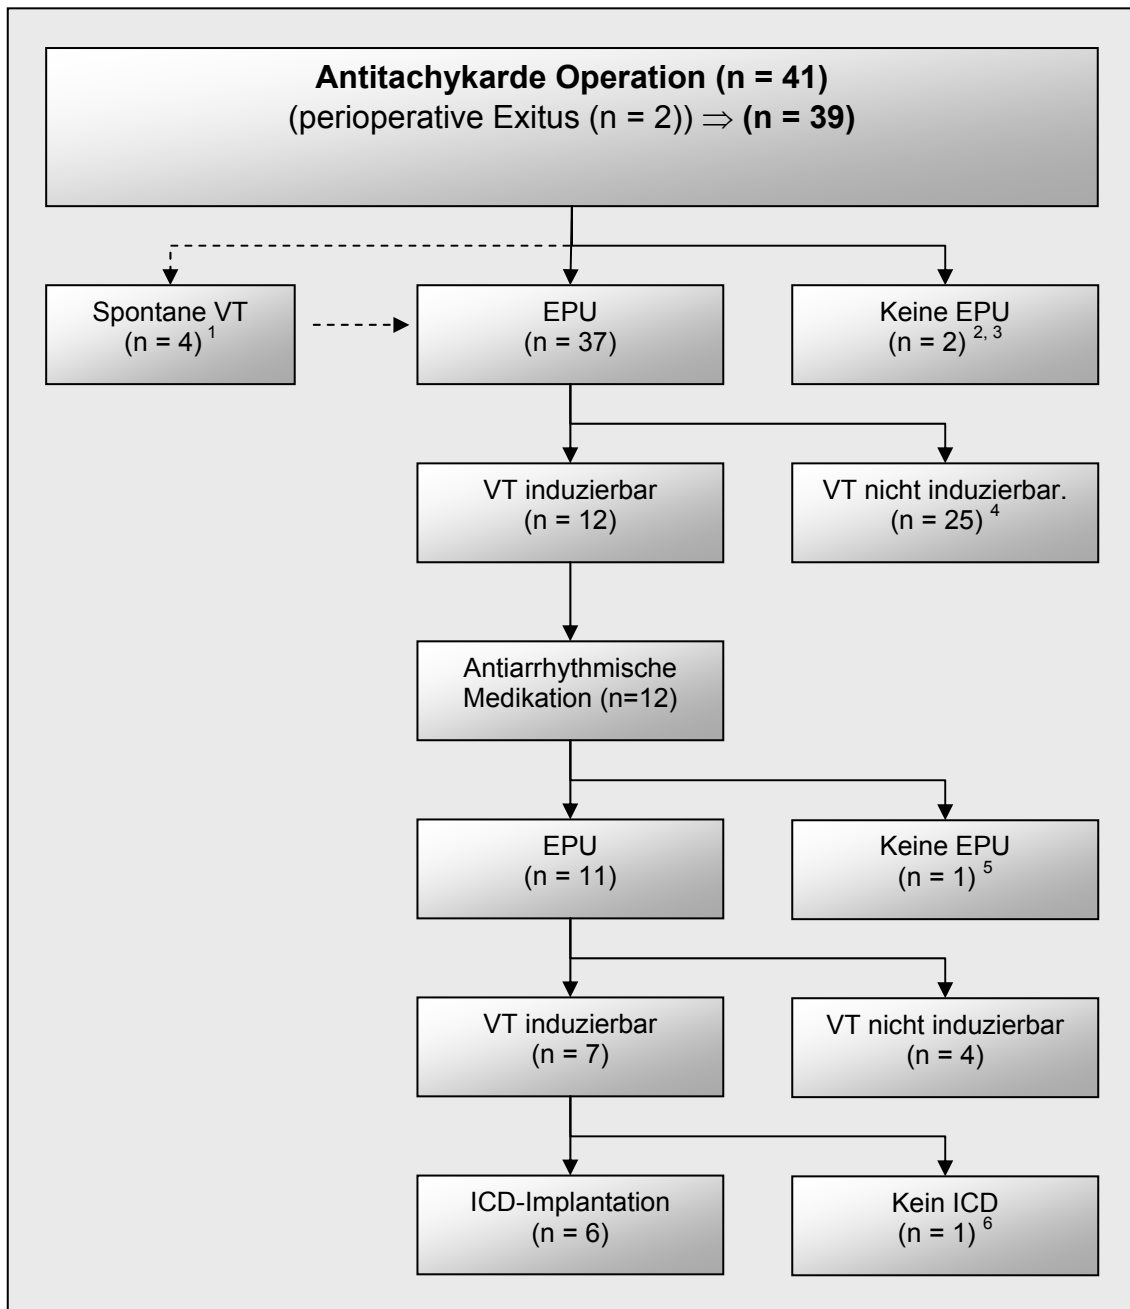 Antitachykarde Operation (n = 41)
(perioperative Exitus (n = 2)) ⇒ (n = 39)
Spontane VT
(n = 4) 1
EPU
(n = 37)
Keine EPU
(n = 2) 2, 3
VT induzierbar
(n = 12)
VT nicht induzierbar.
(n = 25) 4
Antiarrhythmische
Medikation (n=12)
EPU
(n = 11)
Keine EPU
(n = 1) 5
VT induzierbar
(n = 7)
VT nicht induzierbar
(n = 4)
ICD-Implantation
(n = 6)
Kein ICD
(n = 1) 6